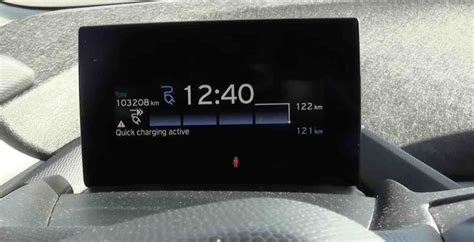 Total
103208 km
12:40
122 km
Quick charging active
121 km